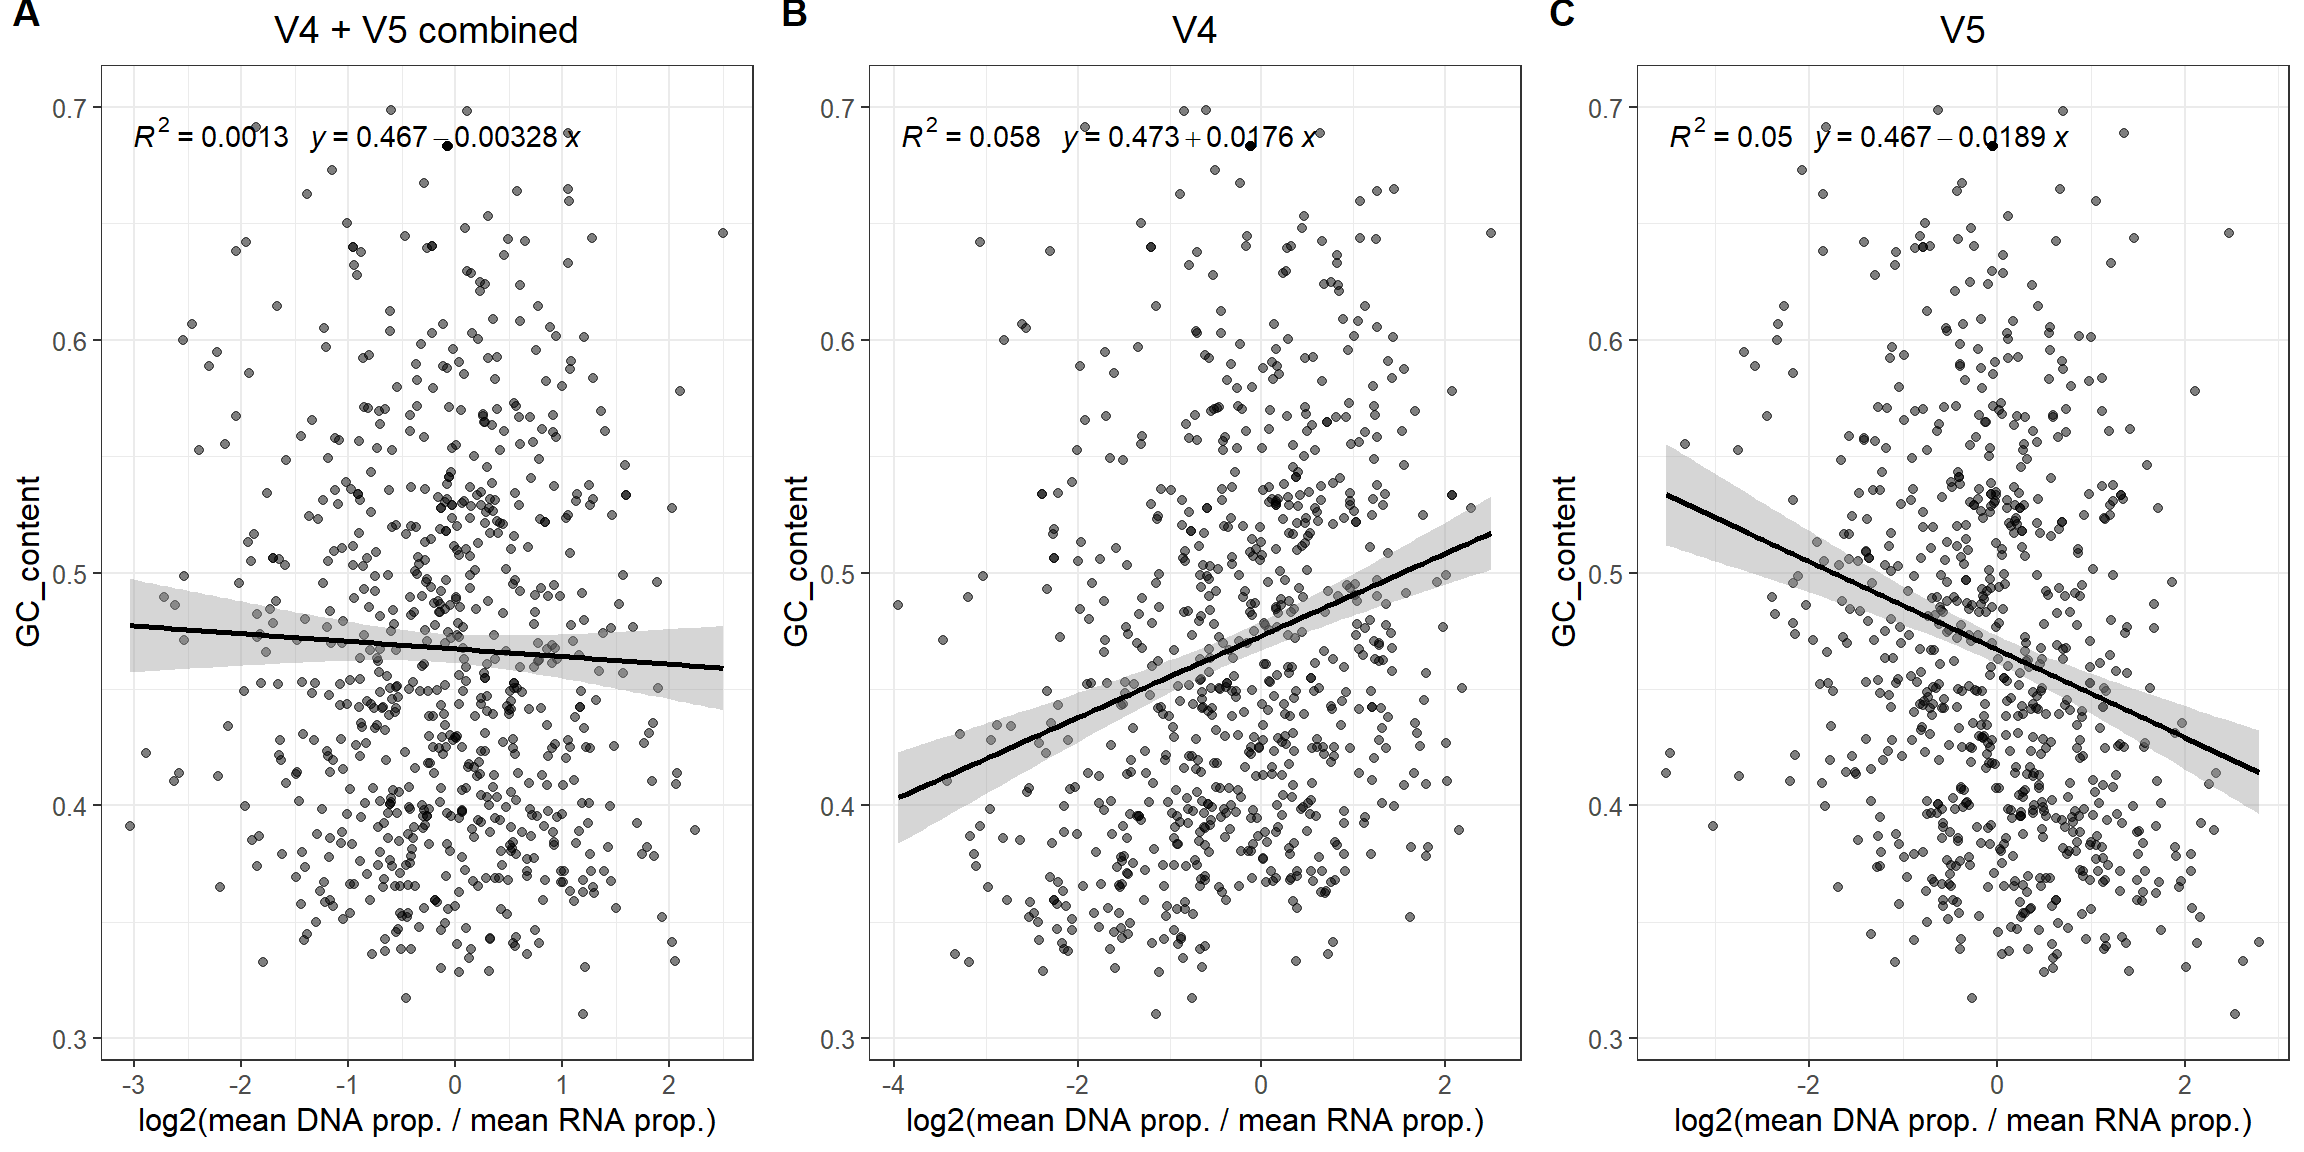 A
V4 + V5 combined
R² = 0.0013 y = 0.467 − 0.00328 x
GC_content
0.7
0.6
0.5
0.4
0.3
-3 -2 -1 0 1 2
log2(mean DNA prop. / mean RNA prop.)
B
V4
R² = 0.058 y = 0.473 + 0.0176 x
GC_content
0.7
0.6
0.5
0.4
0.3
-4 -2 0 2
log2(mean DNA prop. / mean RNA prop.)
C
V5
R² = 0.05 y = 0.467 − 0.0189 x
GC_content
0.7
0.6
0.5
0.4
0.3
-2 0 2
log2(mean DNA prop. / mean RNA prop.)